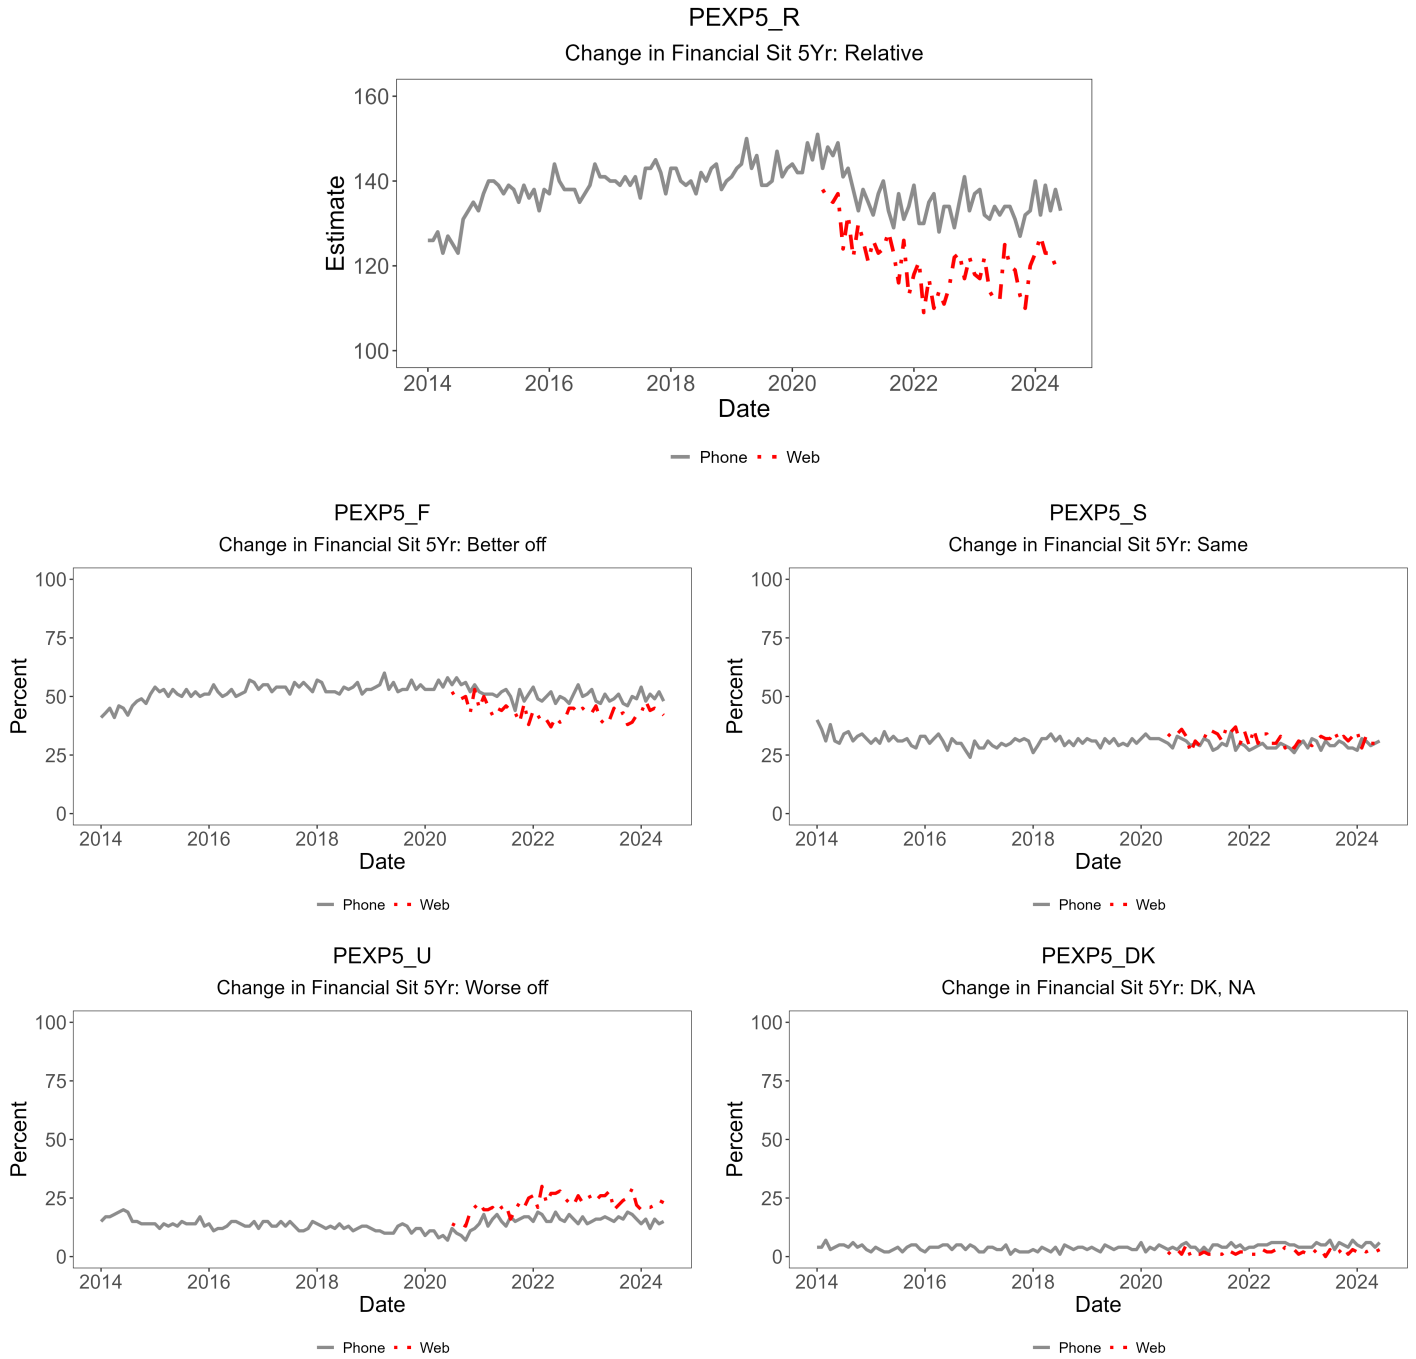 PEXP5_R
Change in Financial Sit 5Yr: Relative
160
140
120
100
Estimate
2014 2016 2018 2020 2022 2024
Date
Phone Web
PEXP5_F
Change in Financial Sit 5Yr: Better off
100
75
50
25
0
Percent
2014 2016 2018 2020 2022 2024
Date
Phone Web
PEXP5_S
Change in Financial Sit 5Yr: Same
100
75
50
25
0
Percent
2014 2016 2018 2020 2022 2024
Date
Phone Web
PEXP5_U
Change in Financial Sit 5Yr: Worse off
100
75
50
25
0
Percent
2014 2016 2018 2020 2022 2024
Date
Phone Web
PEXP5_DK
Change in Financial Sit 5Yr: DK, NA
100
75
50
25
0
Percent
2014 2016 2018 2020 2022 2024
Date
Phone Web